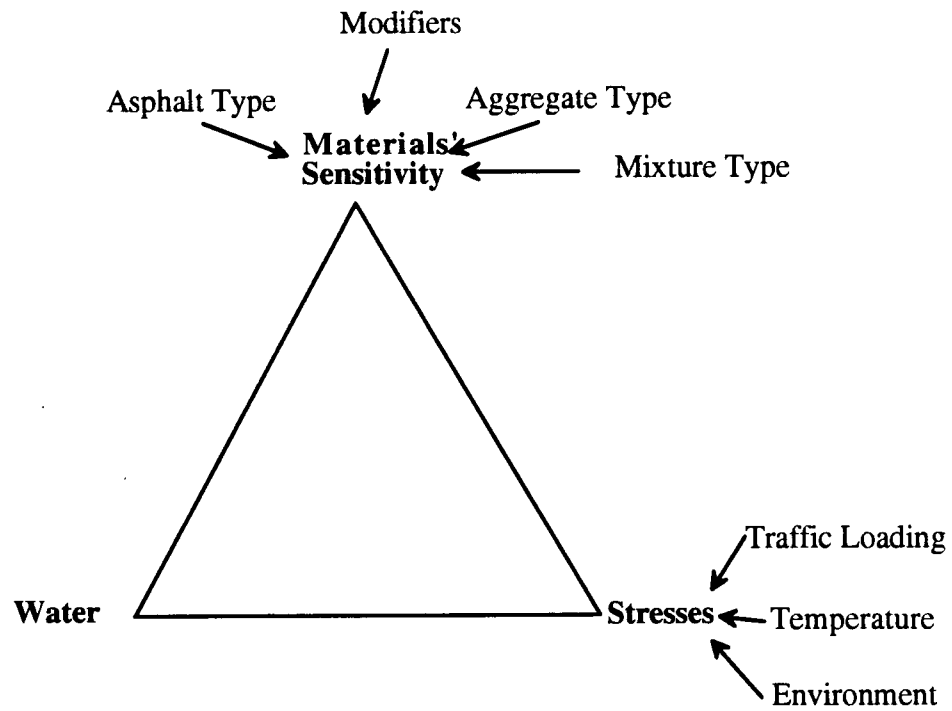 Modifiers
Asphalt Type
Aggregate Type
Materials'
Sensitivity
Mixture Type
Traffic Loading
Water
Stresses
Temperature
Environment